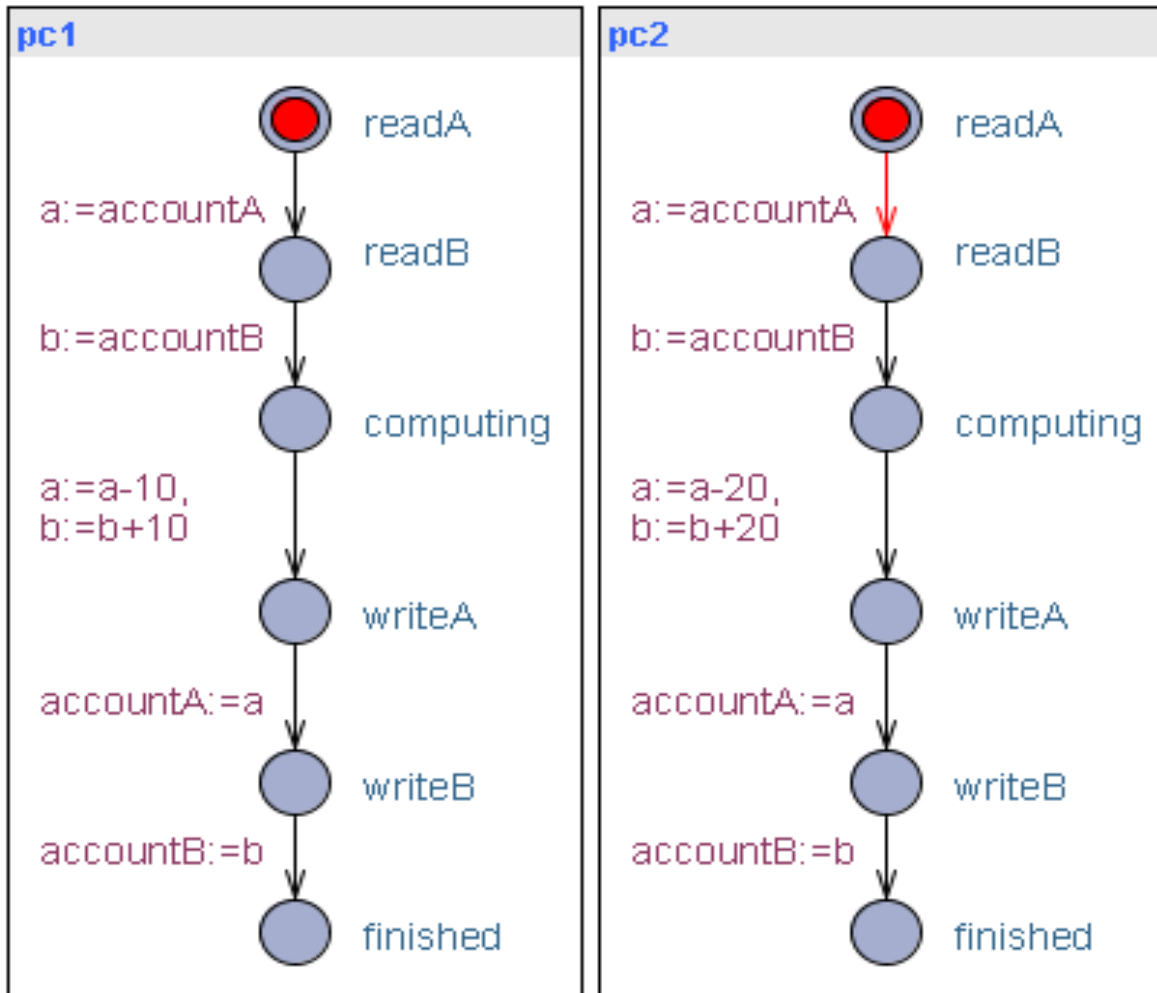 pc1
readA
a:=accountA
readB
b:=accountB
computing
a:=a-10,
b:=b+10
writeA
accountA:=a
writeB
accountB:=b
finished
pc2
readA
a:=accountA
readB
b:=accountB
computing
a:=a-20,
b:=b+20
writeA
accountA:=a
writeB
accountB:=b
finished